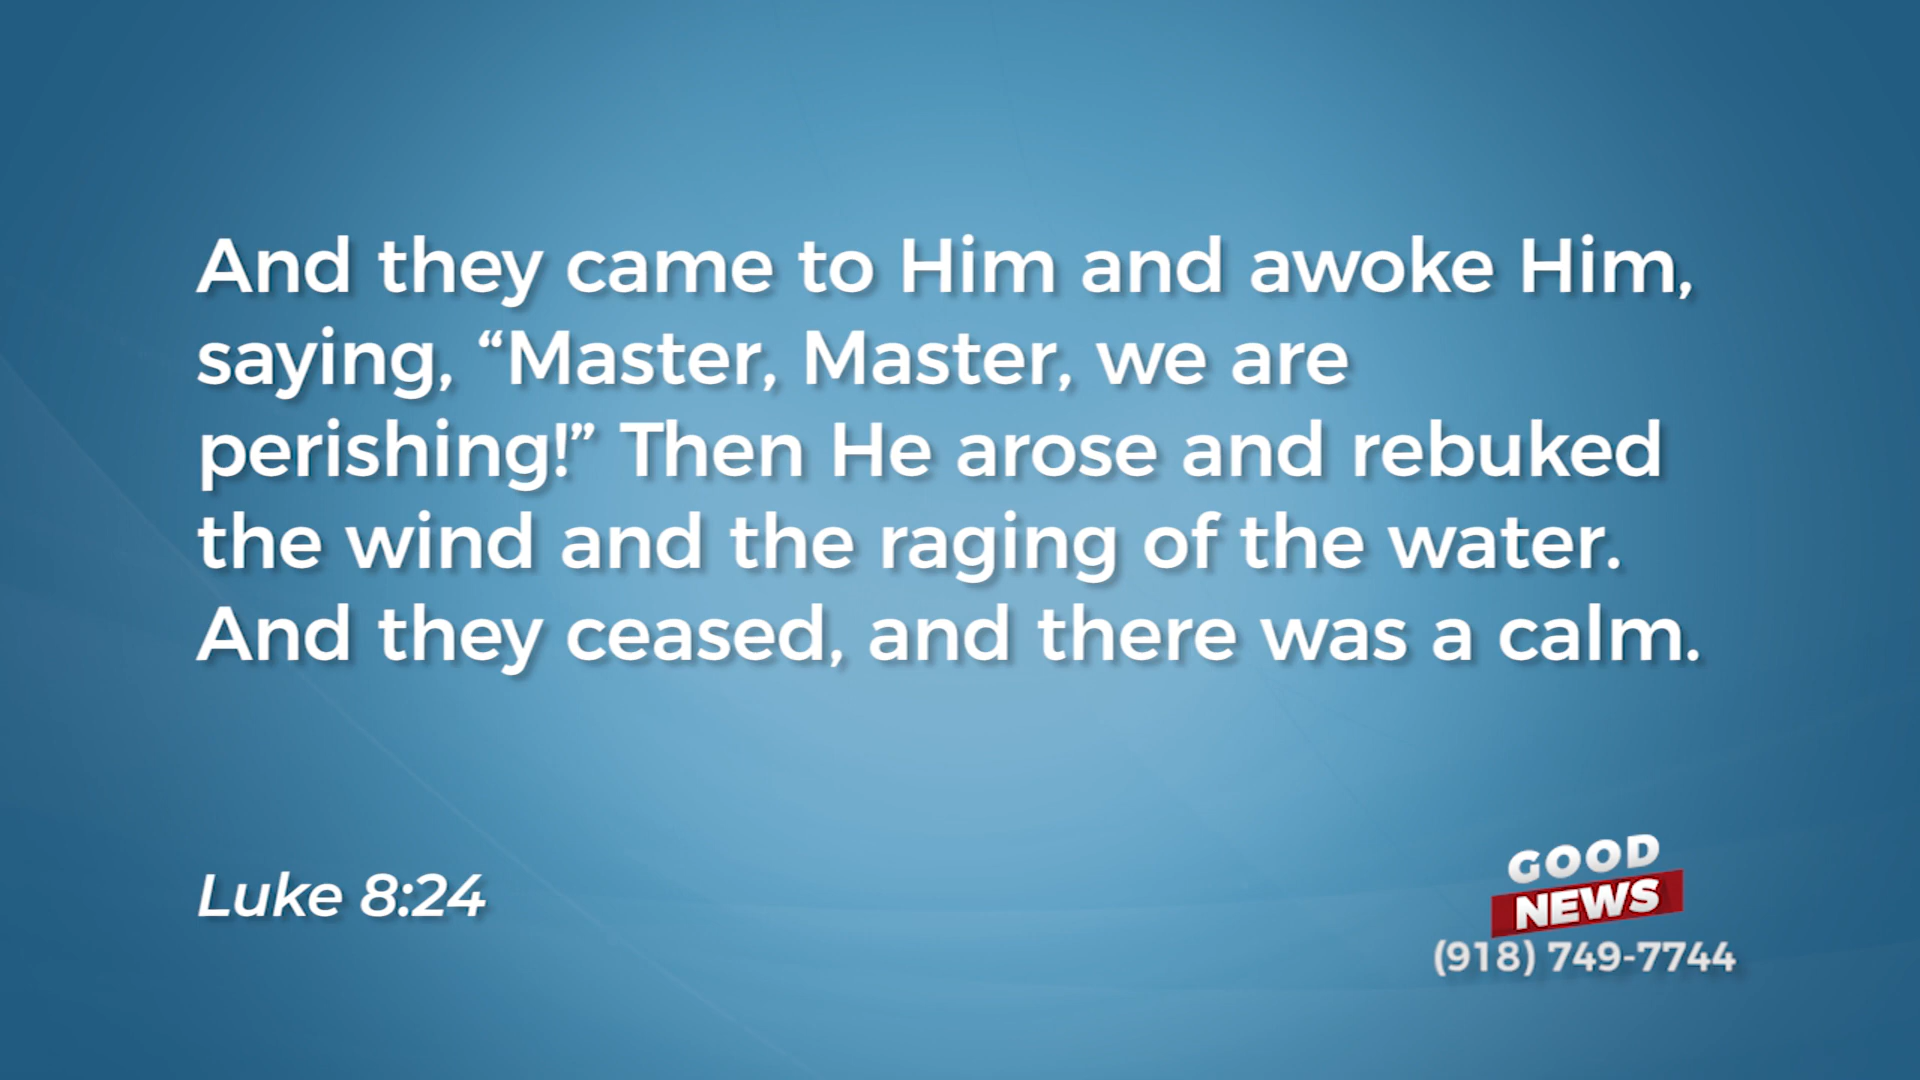 And they came to Him and awoke Him,
saying, “Master, Master, we are
perishing!” Then He arose and rebuked
the wind and the raging of the water.
And they ceased, and there was a calm.
Luke 8:24
GOOD
NEWS
(918) 749-7744